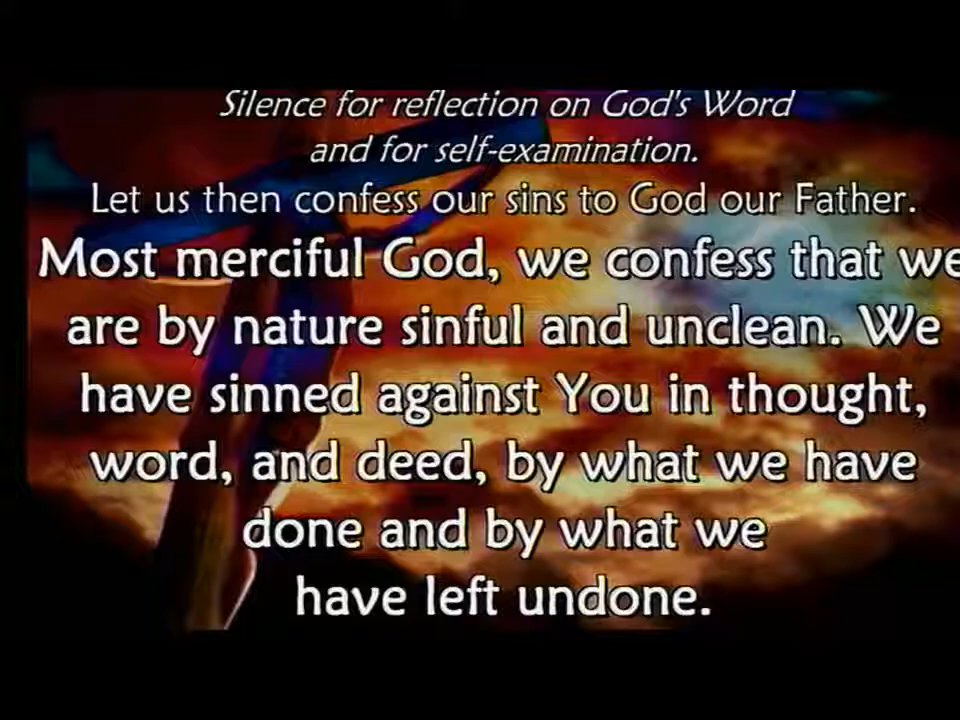 Silence for reflection on God's Word
and for self-examination.
Let us then confess our sins to God our Father.
Most merciful God, we confess that we
are by nature sinful and unclean. We
have sinned against You in thought,
word, and deed, by what we have
done and by what we
have left undone.